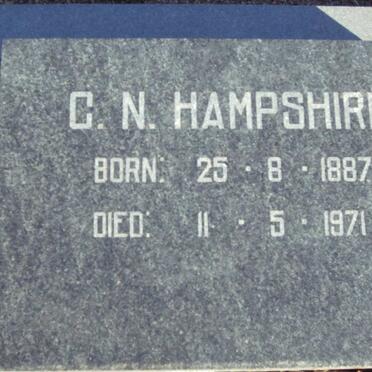 C. N. HAMPSHIR
BORN: 25 · 8 · 1887
DIED: 11 · 5 · 1971